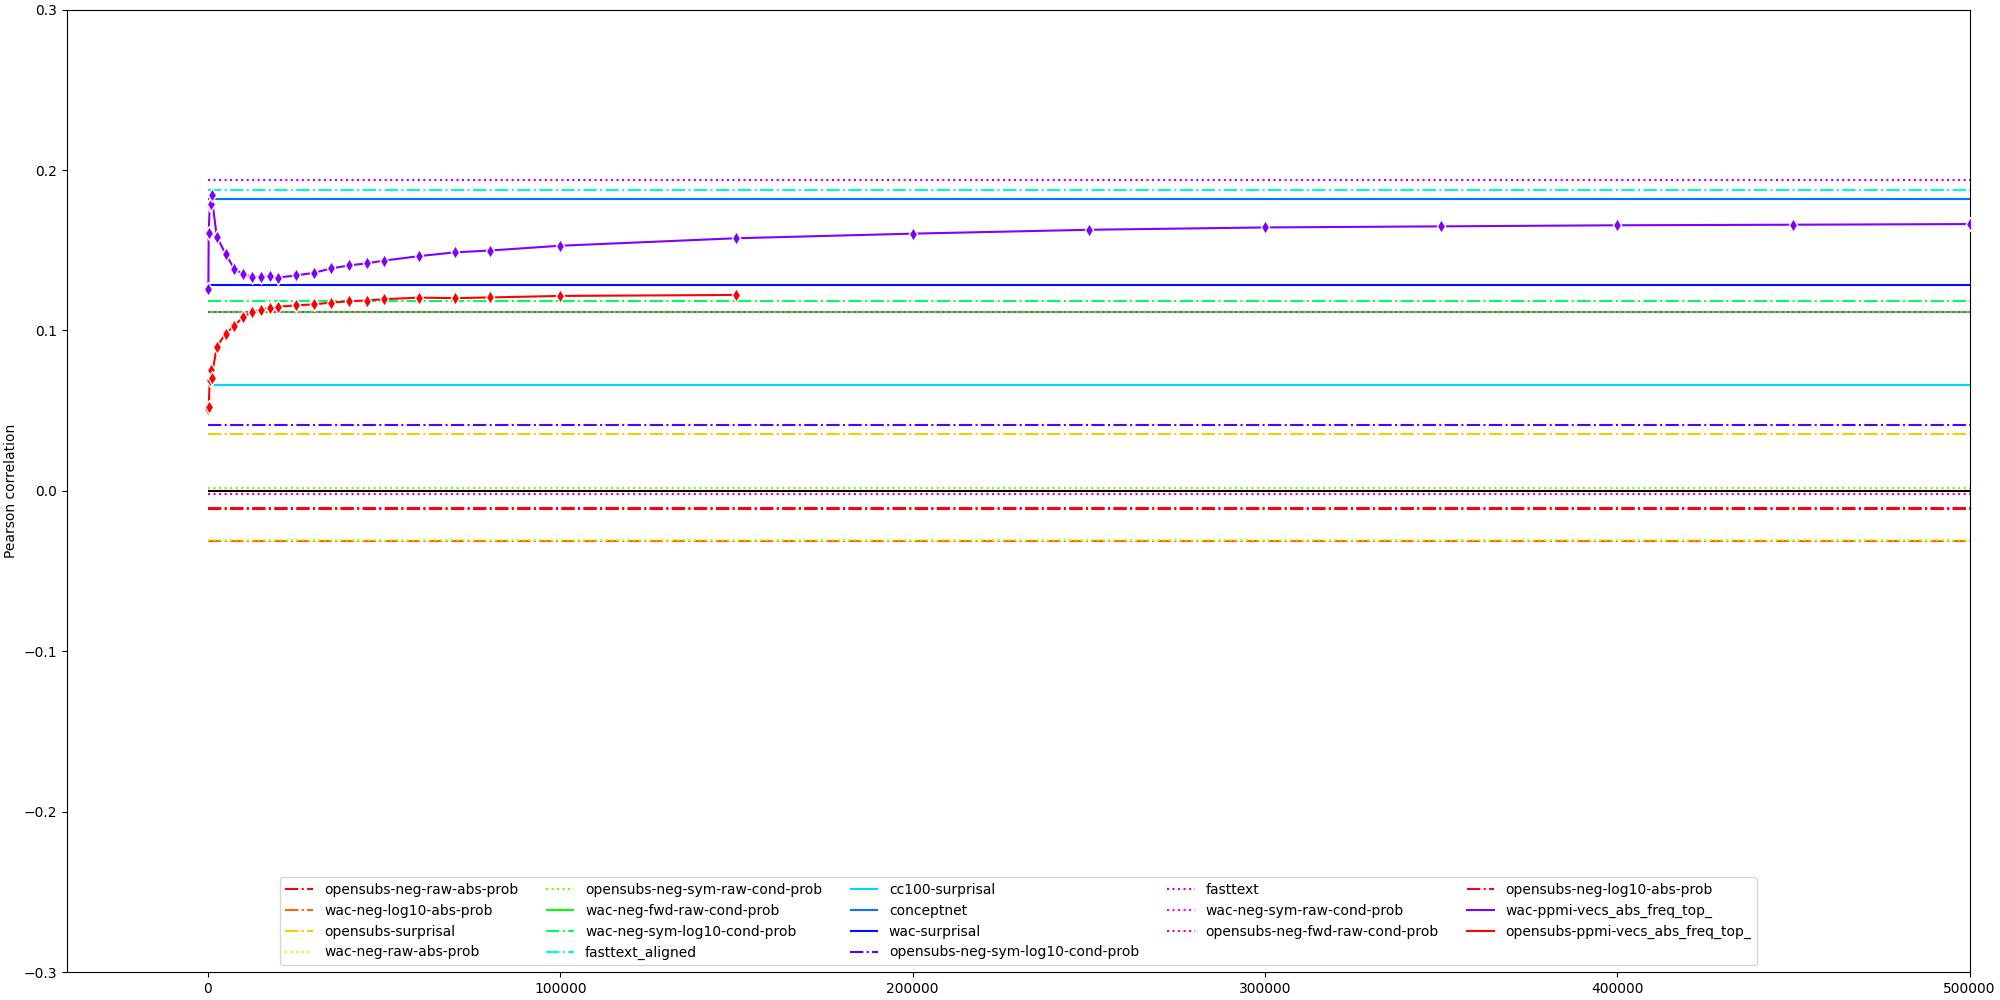 0.3
0.2
0.1
0.0
−0.1
−0.2
−0.3
Pearson correlation
opensubs-neg-raw-abs-prob
wac-neg-log10-abs-prob
opensubs-surprisal
wac-neg-raw-abs-prob
opensubs-neg-sym-raw-cond-prob
wac-neg-fwd-raw-cond-prob
wac-neg-sym-log10-cond-prob
fasttext_aligned
cc100-surprisal
conceptnet
wac-surprisal
opensubs-neg-sym-log10-cond-prob
fasttext
wac-neg-sym-raw-cond-prob
opensubs-neg-fwd-raw-cond-prob
opensubs-neg-log10-abs-prob
wac-ppmi-vecs_abs_freq_top_
opensubs-ppmi-vecs_abs_freq_top_
0
100000
200000
300000
400000
500000